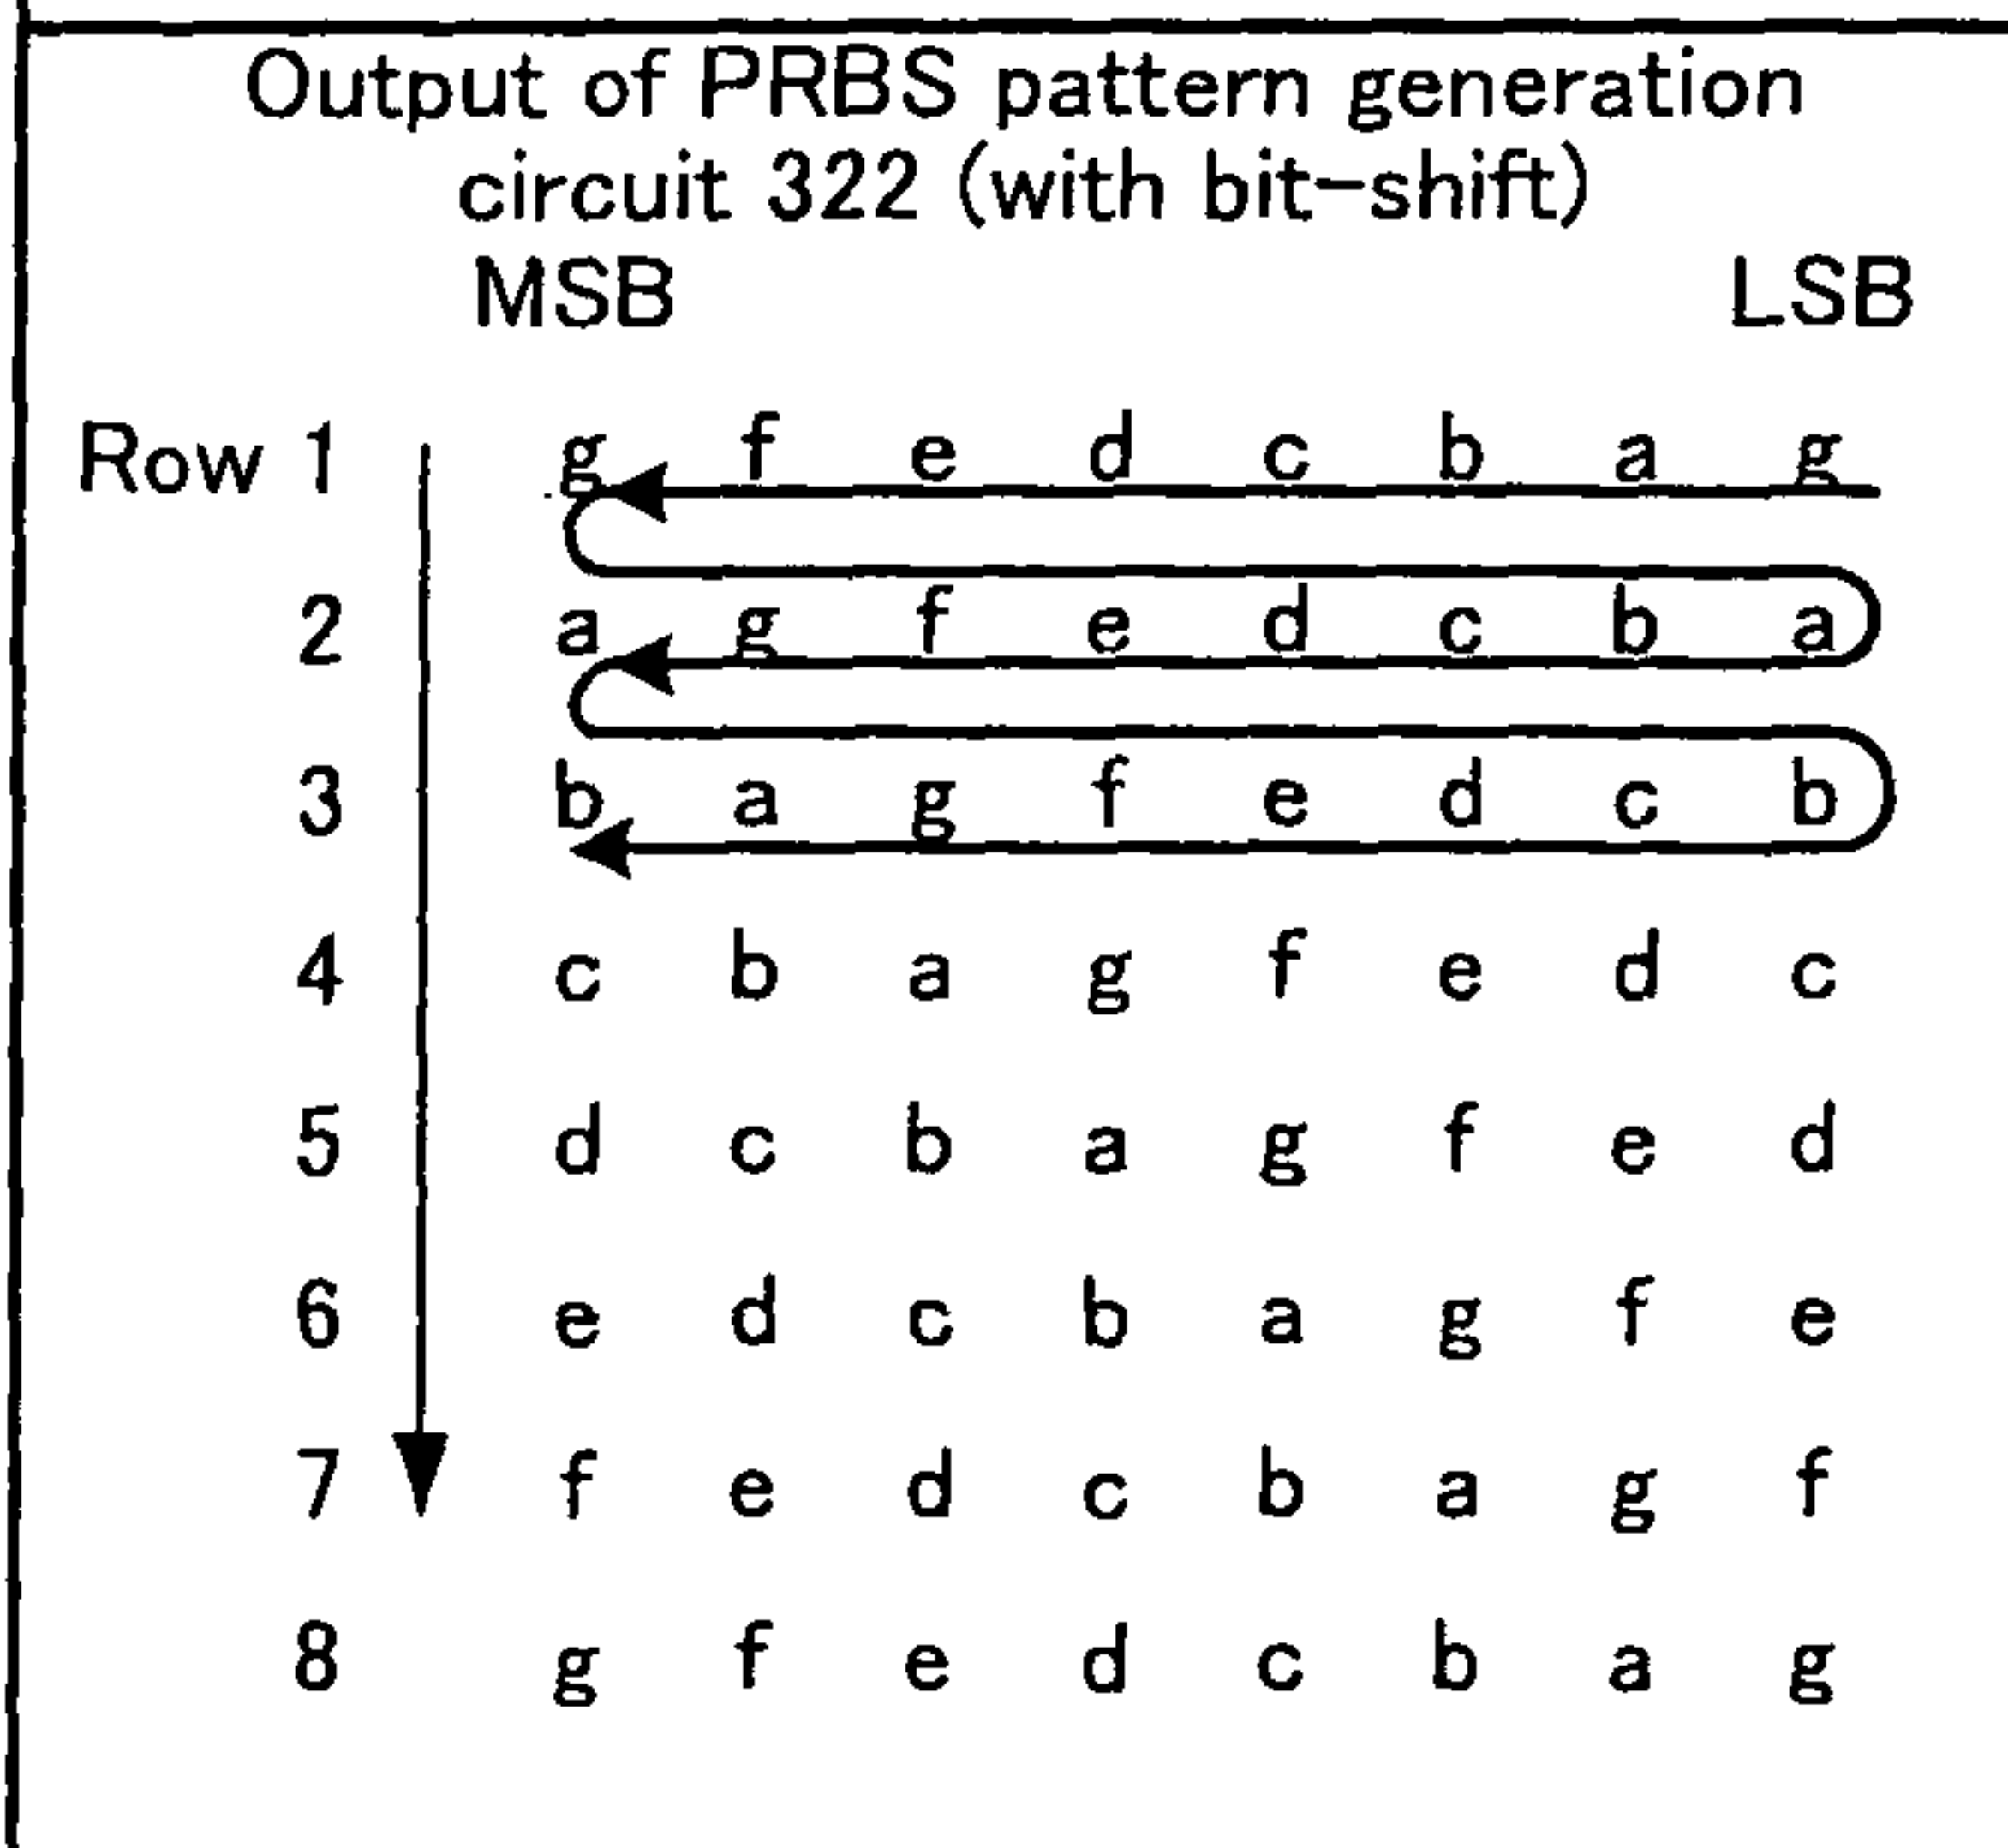 Output of PRBS pattern generation
circuit 322 (with bit-shift)
MSB LSB
Row 1 g f e d c b a g
2 a g f e d c b a
3 b a g f e d c b
4 c b a g f e d c
5 d c b a g f e d
6 e d c b a g f e
7 f e d c b a g f
8 g f e d c b a g